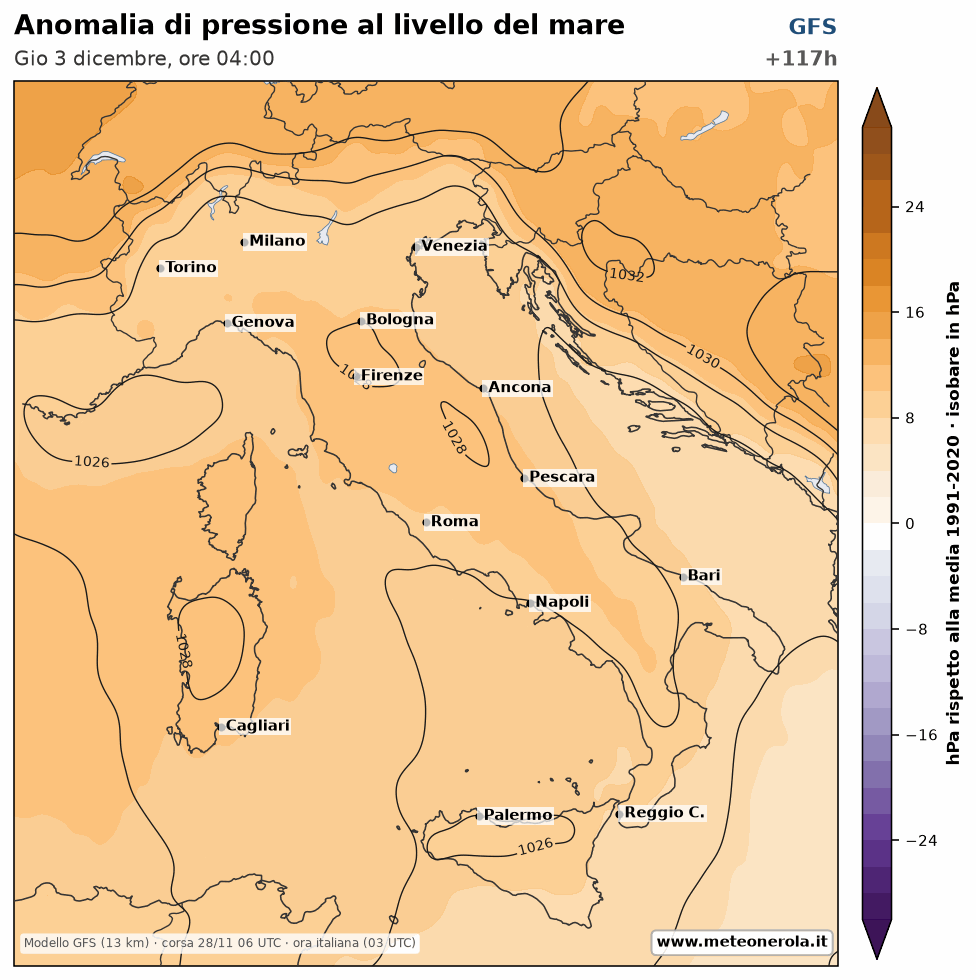 Anomalia di pressione al livello del mare
GFS
Gio 3 dicembre, ore 04:00
+117h
Milano
Venezia
Torino
1032
Genova
Bologna
1030
Firenze
Ancona
1028
1026
Pescara
Roma
Bari
Napoli
1028
Cagliari
Palermo
Reggio C.
1026
Modello GFS (13 km) · corsa 28/11 06 UTC · ora italiana (03 UTC)
www.meteonerola.it
24
16
8
0
−8
−16
−24
hPa rispetto alla media 1991-2020 · isobare in hPa